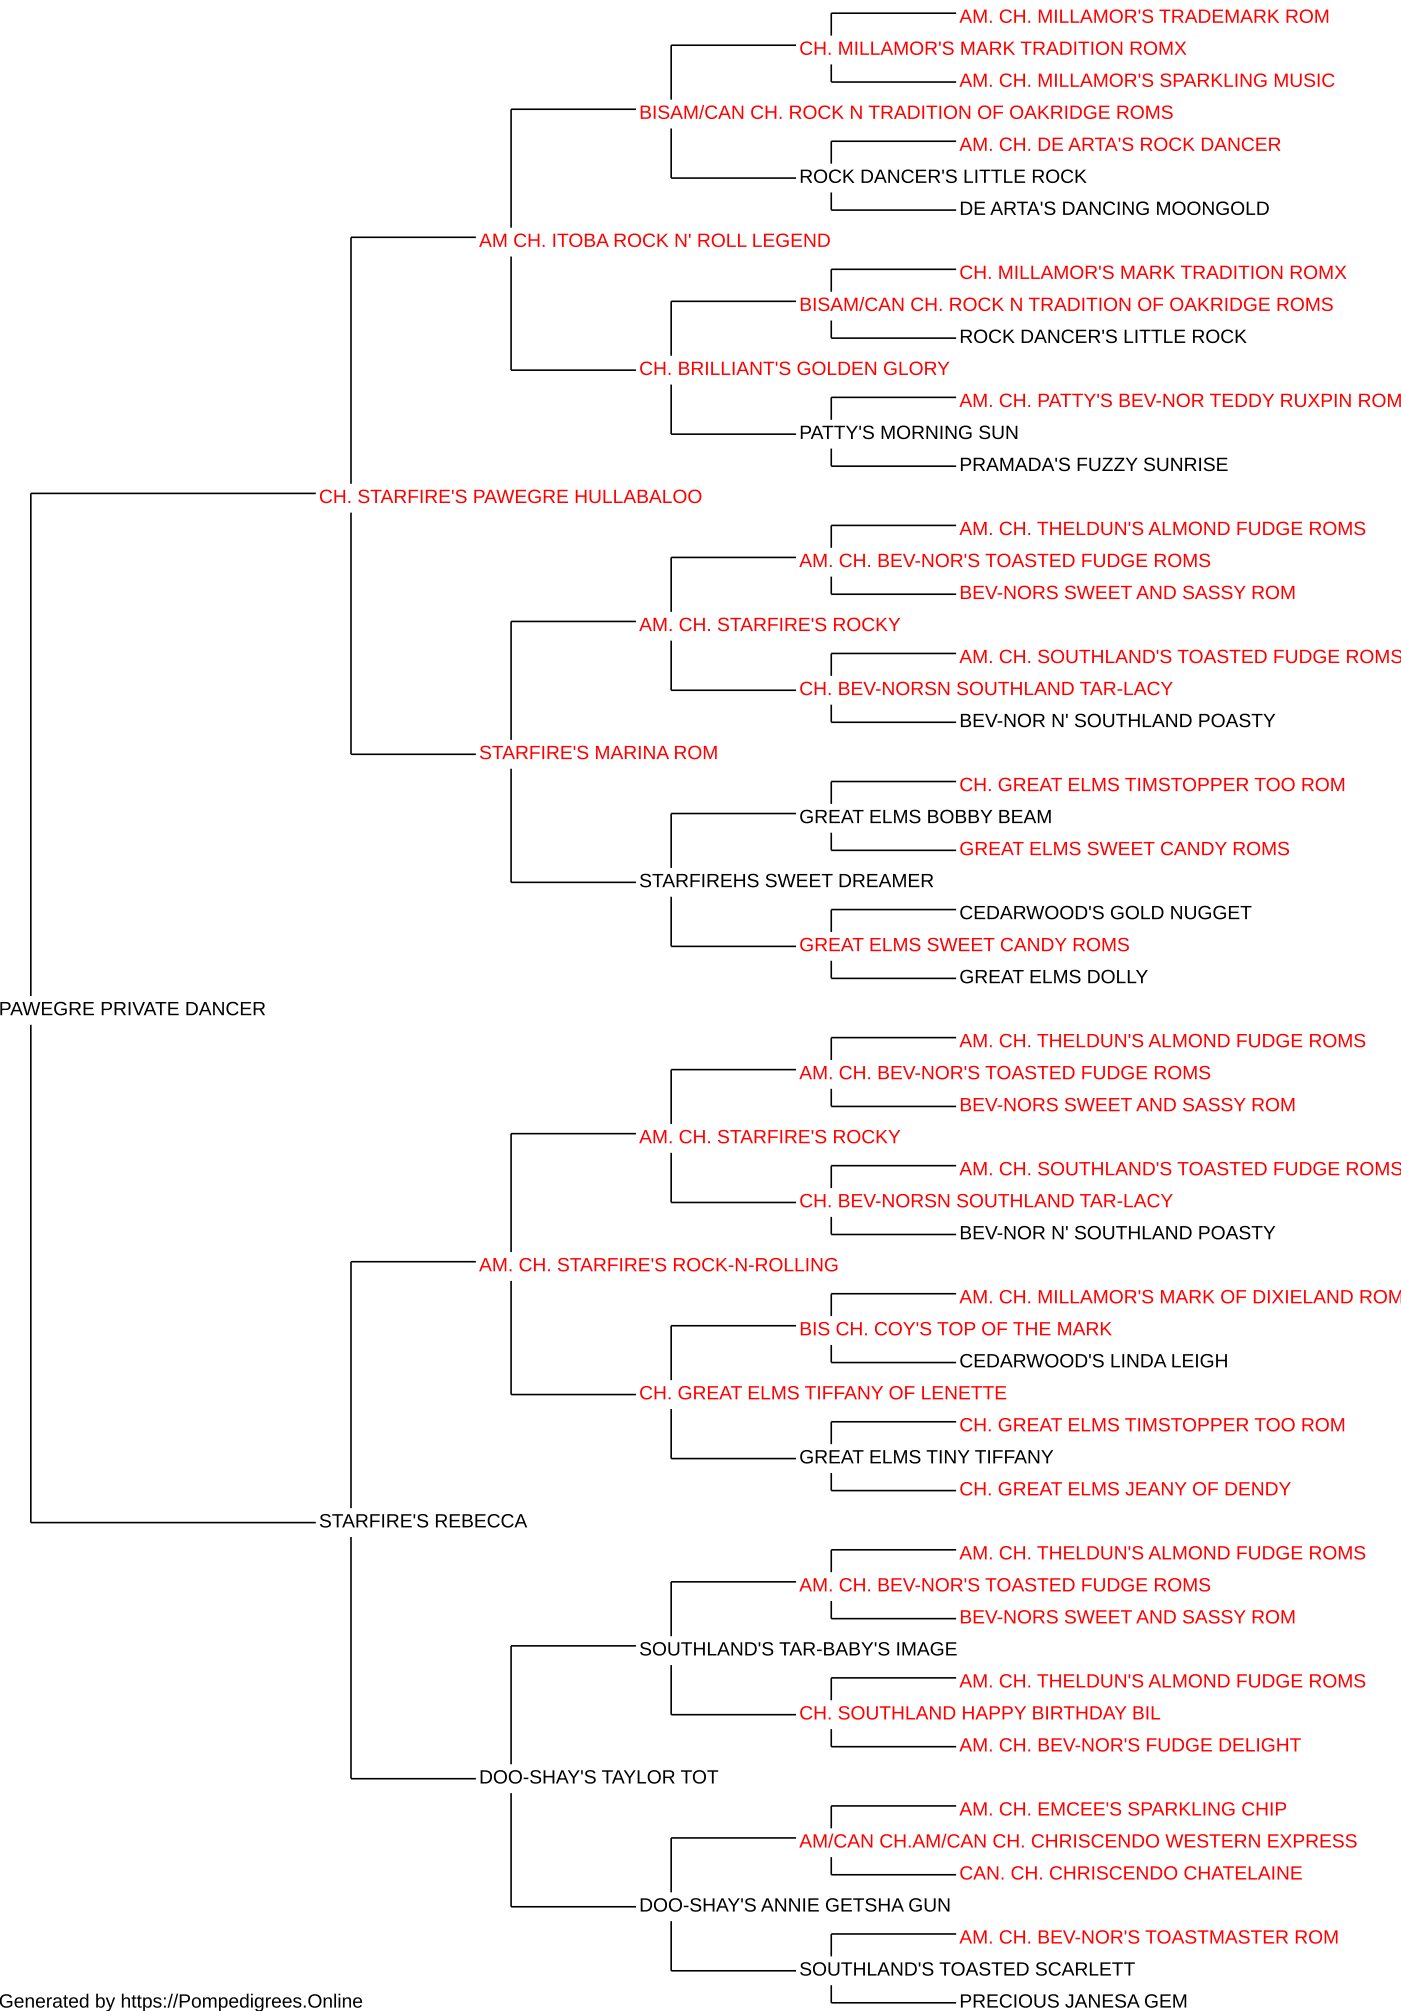 AM. CH. MILLAMOR'S TRADEMARK ROM
CH. MILLAMOR'S MARK TRADITION ROMX
AM. CH. MILLAMOR'S SPARKLING MUSIC
BISAM/CAN CH. ROCK N TRADITION OF OAKRIDGE ROMS
AM. CH. DE ARTA'S ROCK DANCER
ROCK DANCER'S LITTLE ROCK
DE ARTA'S DANCING MOONGOLD
AM CH. ITOBA ROCK N' ROLL LEGEND
CH. MILLAMOR'S MARK TRADITION ROMX
BISAM/CAN CH. ROCK N TRADITION OF OAKRIDGE ROMS
ROCK DANCER'S LITTLE ROCK
CH. BRILLIANT'S GOLDEN GLORY
AM. CH. PATTY'S BEV-NOR TEDDY RUXPIN ROM
PATTY'S MORNING SUN
PRAMADA'S FUZZY SUNRISE
CH. STARFIRE'S PAWEGRE HULLABALOO
AM. CH. THELDUN'S ALMOND FUDGE ROMS
AM. CH. BEV-NOR'S TOASTED FUDGE ROMS
BEV-NORS SWEET AND SASSY ROM
AM. CH. STARFIRE'S ROCKY
AM. CH. SOUTHLAND'S TOASTED FUDGE ROMS
CH. BEV-NORSN SOUTHLAND TAR-LACY
BEV-NOR N' SOUTHLAND POASTY
STARFIRE'S MARINA ROM
CH. GREAT ELMS TIMSTOPPER TOO ROM
GREAT ELMS BOBBY BEAM
GREAT ELMS SWEET CANDY ROMS
STARFIREHS SWEET DREAMER
CEDARWOOD'S GOLD NUGGET
GREAT ELMS SWEET CANDY ROMS
GREAT ELMS DOLLY
PAWEGRE PRIVATE DANCER
AM. CH. THELDUN'S ALMOND FUDGE ROMS
AM. CH. BEV-NOR'S TOASTED FUDGE ROMS
BEV-NORS SWEET AND SASSY ROM
AM. CH. STARFIRE'S ROCKY
AM. CH. SOUTHLAND'S TOASTED FUDGE ROMS
CH. BEV-NORSN SOUTHLAND TAR-LACY
BEV-NOR N' SOUTHLAND POASTY
AM. CH. STARFIRE'S ROCK-N-ROLLING
AM. CH. MILLAMOR'S MARK OF DIXIELAND ROM
BIS CH. COY'S TOP OF THE MARK
CEDARWOOD'S LINDA LEIGH
CH. GREAT ELMS TIFFANY OF LENETTE
CH. GREAT ELMS TIMSTOPPER TOO ROM
GREAT ELMS TINY TIFFANY
CH. GREAT ELMS JEANY OF DENDY
STARFIRE'S REBECCA
AM. CH. THELDUN'S ALMOND FUDGE ROMS
AM. CH. BEV-NOR'S TOASTED FUDGE ROMS
BEV-NORS SWEET AND SASSY ROM
SOUTHLAND'S TAR-BABY'S IMAGE
AM. CH. THELDUN'S ALMOND FUDGE ROMS
CH. SOUTHLAND HAPPY BIRTHDAY BIL
AM. CH. BEV-NOR'S FUDGE DELIGHT
DOO-SHAY'S TAYLOR TOT
AM. CH. EMCEE'S SPARKLING CHIP
AM/CAN CH.AM/CAN CH. CHRISCENDO WESTERN EXPRESS
CAN. CH. CHRISCENDO CHATELAINE
DOO-SHAY'S ANNIE GETSHA GUN
AM. CH. BEV-NOR'S TOASTMASTER ROM
SOUTHLAND'S TOASTED SCARLETT
PRECIOUS JANESA GEM
Generated by https://Pompedigrees.Online